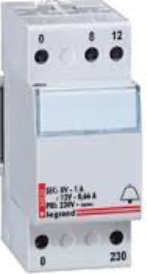 0 8 12
SEC: 8V - 1 A
: 12V - 0,66 A
PRI: 230V
legrand
0 230